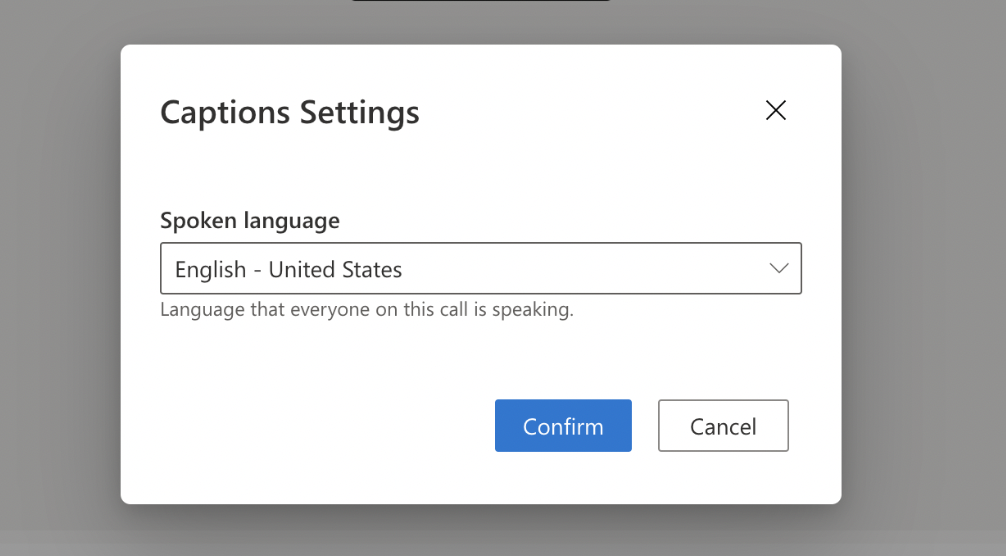 Captions Settings
Spoken language
English - United States
Language that everyone on this call is speaking.
Confirm
Cancel